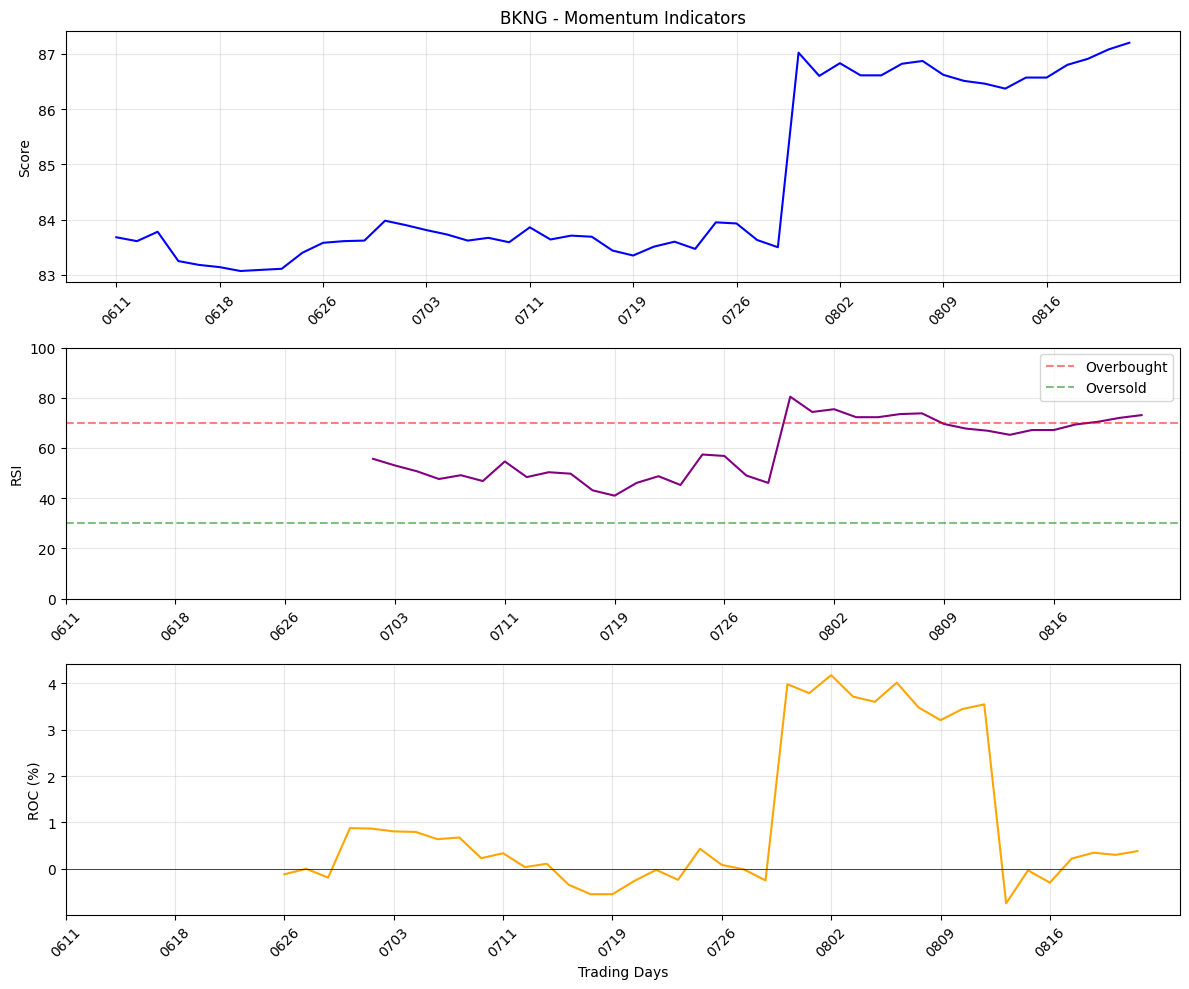 BKNG - Momentum Indicators
87
86
85
84
83
Score
0611 0618 0626 0703 0711 0719 0726 0802 0809 0816
100
80
60
40
20
0
RSI
Overbought
Oversold
0611 0618 0626 0703 0711 0719 0726 0802 0809 0816
4
3
2
1
0
ROC (%)
0611 0618 0626 0703 0711 0719 0726 0802 0809 0816
Trading Days